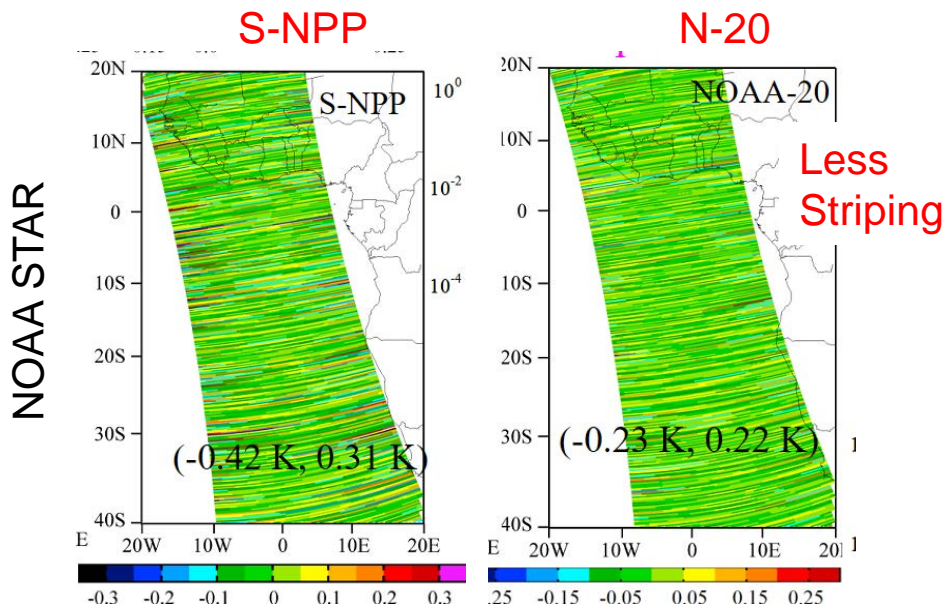 S-NPP
N-20
20N
10N
0
10S
20S
30S
40S
S-NPP
10⁰
10⁻²
10⁻⁴
(-0.42 K, 0.31 K)
E
20W
10W
0
10E
20E
-0.3
-0.2
-0.1
0
0.1
0.2
0.3
20N
10N
0
10S
20S
30S
40S
NOAA-20
Less
Striping
(-0.23 K, 0.22 K)
E
20W
10W
0
10E
20
.25
-0.15
-0.05
0.05
0.15
0.25
NOAA STAR